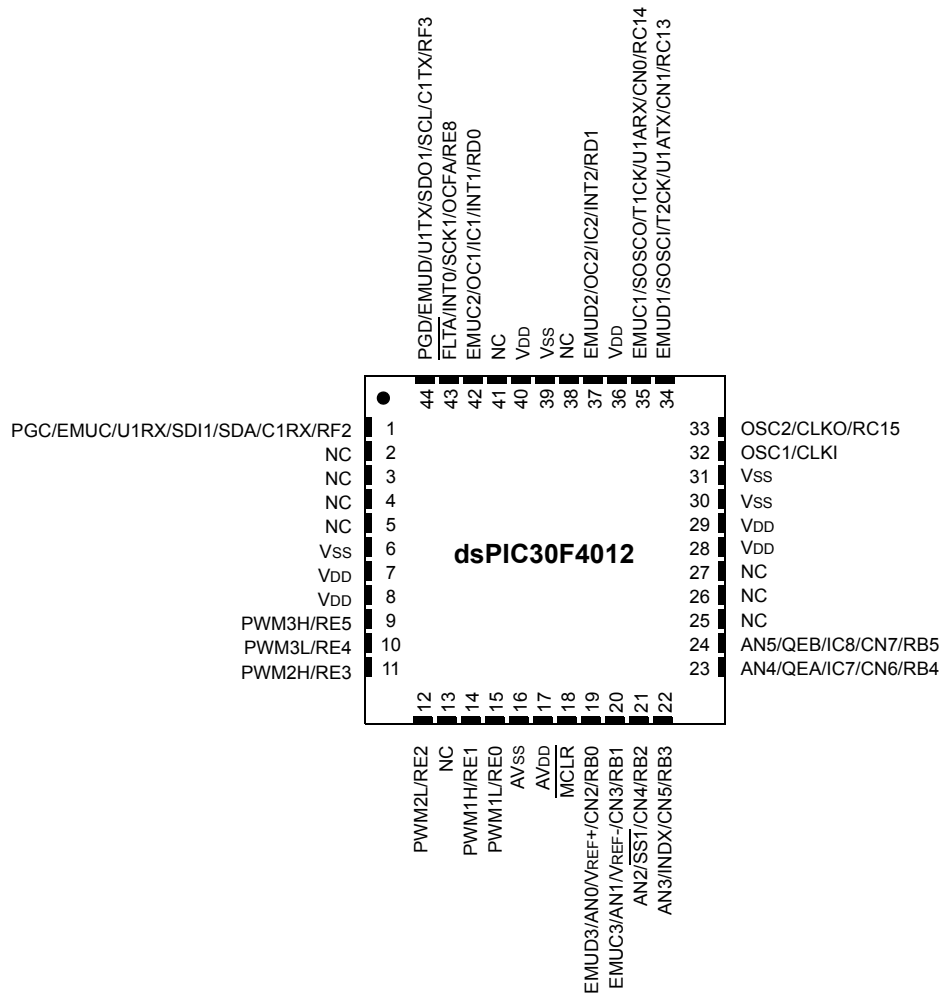 PGD/EMUD/U1TX/SDO1/SCL/C1TX/RF3
FLTA/INT0/SCK1/OCFA/RE8
EMUC2/OC1/IC1/INT1/RD0
NC
VDD
VSS
NC
EMUD2/OC2/IC2/INT2/RD1
VDD
EMUC1/SOSCO/T1CK/U1ARX/CN0/RC14
EMUD1/SOSCI/T2CK/U1ATX/CN1/RC13
44
43
42
41
40
39
38
37
36
35
34
PGC/EMUC/U1RX/SDI1/SDA/C1RX/RF2 1
NC 2
NC 3
NC 4
NC 5
VSS 6
VDD 7
VDD 8
PWM3H/RE5 9
PWM3L/RE4 10
PWM2H/RE3 11
dsPIC30F4012
33 OSC2/CLKO/RC15
32 OSC1/CLKI
31 VSS
30 VSS
29 VDD
28 VDD
27 NC
26 NC
25 NC
24 AN5/QEB/IC8/CN7/RB5
23 AN4/QEA/IC7/CN6/RB4
12
13
14
15
16
17
18
19
20
21
22
PWM2L/RE2
NC
PWM1H/RE1
PWM1L/RE0
AVSS
AVDD
MCLR
EMUD3/AN0/VREF+/CN2/RB0
EMUC3/AN1/VREF-/CN3/RB1
AN2/SS1/CN4/RB2
AN3/INDX/CN5/RB3